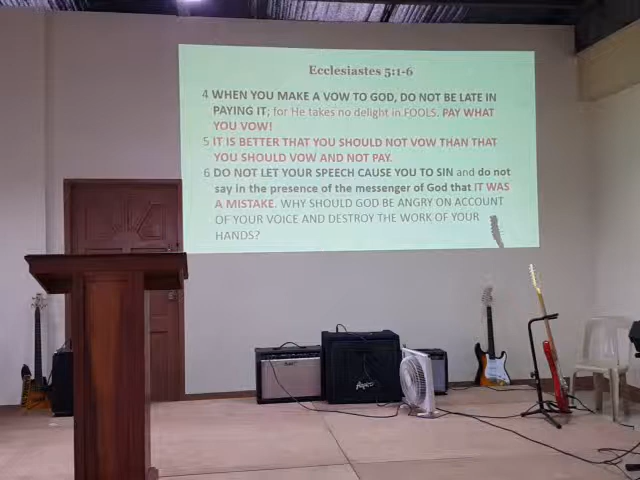 Ecclesiastes 5:1-6
4 WHEN YOU MAKE A VOW TO GOD, DO NOT BE LATE IN
PAYING IT; for He takes no delight in FOOLS. PAY WHAT
YOU VOW!
5 IT IS BETTER THAT YOU SHOULD NOT VOW THAN THAT
YOU SHOULD VOW AND NOT PAY.
6 DO NOT LET YOUR SPEECH CAUSE YOU TO SIN and do not
say in the presence of the messenger of God that IT WAS
A MISTAKE. WHY SHOULD GOD BE ANGRY ON ACCOUNT
OF YOUR VOICE AND DESTROY THE WORK OF YOUR
HANDS?